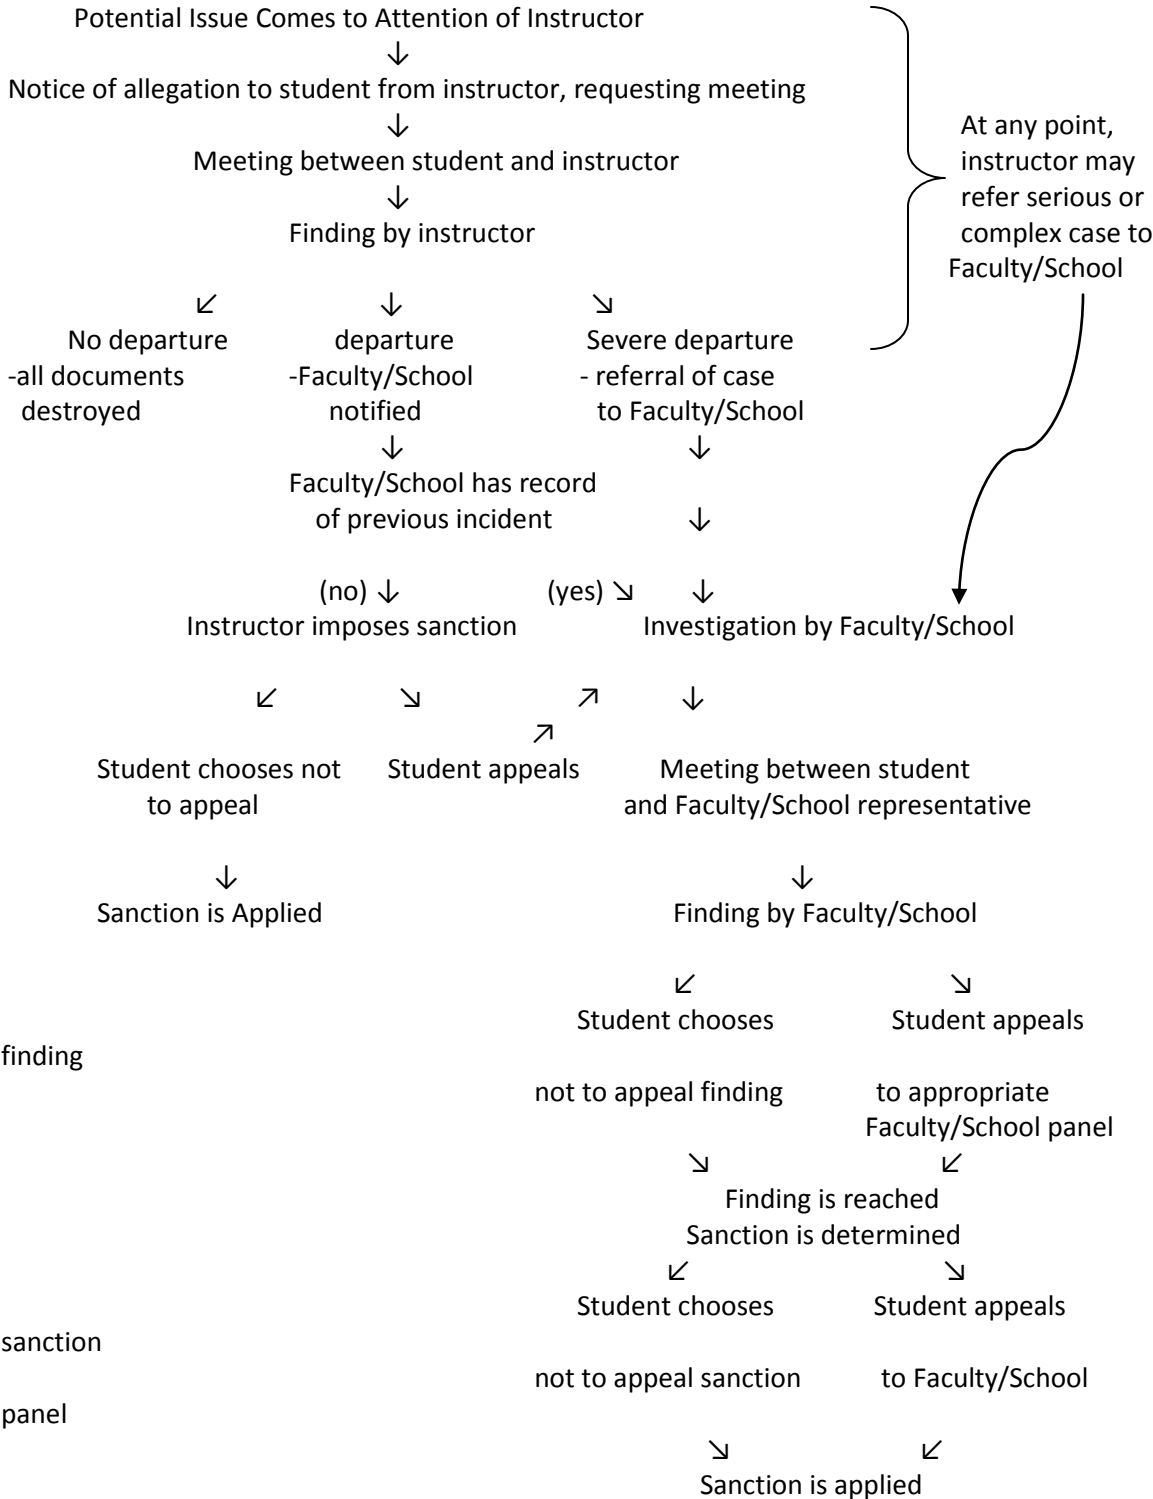 Potential Issue Comes to Attention of Instructor
↓
Notice of allegation to student from instructor, requesting meeting
↓
Meeting between student and instructor
↓
Finding by instructor
At any point,
instructor may
refer serious or
complex case to
Faculty/School
↙ ↓ ↘
No departure departure Severe departure
-all documents -Faculty/School - referral of case
destroyed notified to Faculty/School
↓ ↓
Faculty/School has record
of previous incident ↓
(no) ↓ (yes) ↘ ↓
Instructor imposes sanction Investigation by Faculty/School
↙ ↘ ↗ ↓
↗
Student chooses not Student appeals Meeting between student
to appeal and Faculty/School representative
↓ ↓
Sanction is Applied Finding by Faculty/School
↙ ↘
Student chooses Student appeals
finding
not to appeal finding to appropriate
Faculty/School panel
↘ ↙
Finding is reached
Sanction is determined
↙ ↘
Student chooses Student appeals
sanction
not to appeal sanction to Faculty/School
panel
↘ ↙
Sanction is applied